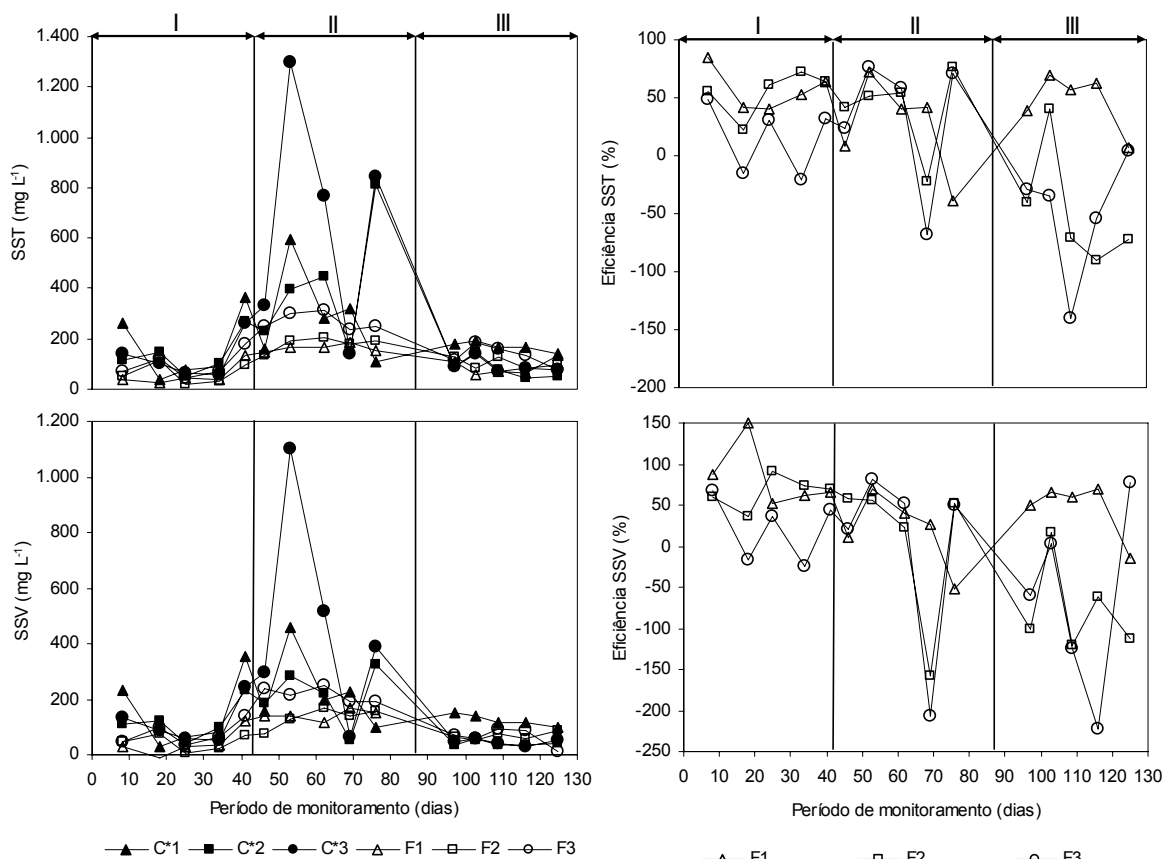 I II III
1.400
1.200
1.000
800
600
400
200
0
SST (mg L-1)
I II III
100
50
0
-50
-100
-150
-200
Eficiência SST (%)
1.200
1.000
800
600
400
200
0
SSV (mg L-1)
0 10 20 30 40 50 60 70 80 90 100 110 120 130
Período de monitoramento (dias)
C*1 C*2 C*3 F1 F2 F3
150
100
50
0
-50
-100
-150
-200
-250
Eficiência SSV (%)
0 10 20 30 40 50 60 70 80 90 100 110 120 130
Período de monitoramento (dias)
F1 F2 F3